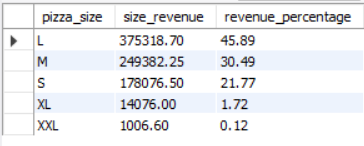 pizza_size size_revenue revenue_percentage
L 375318.70 45.89
M 249382.25 30.49
S 178076.50 21.77
XL 14076.00 1.72
XXL 1006.60 0.12